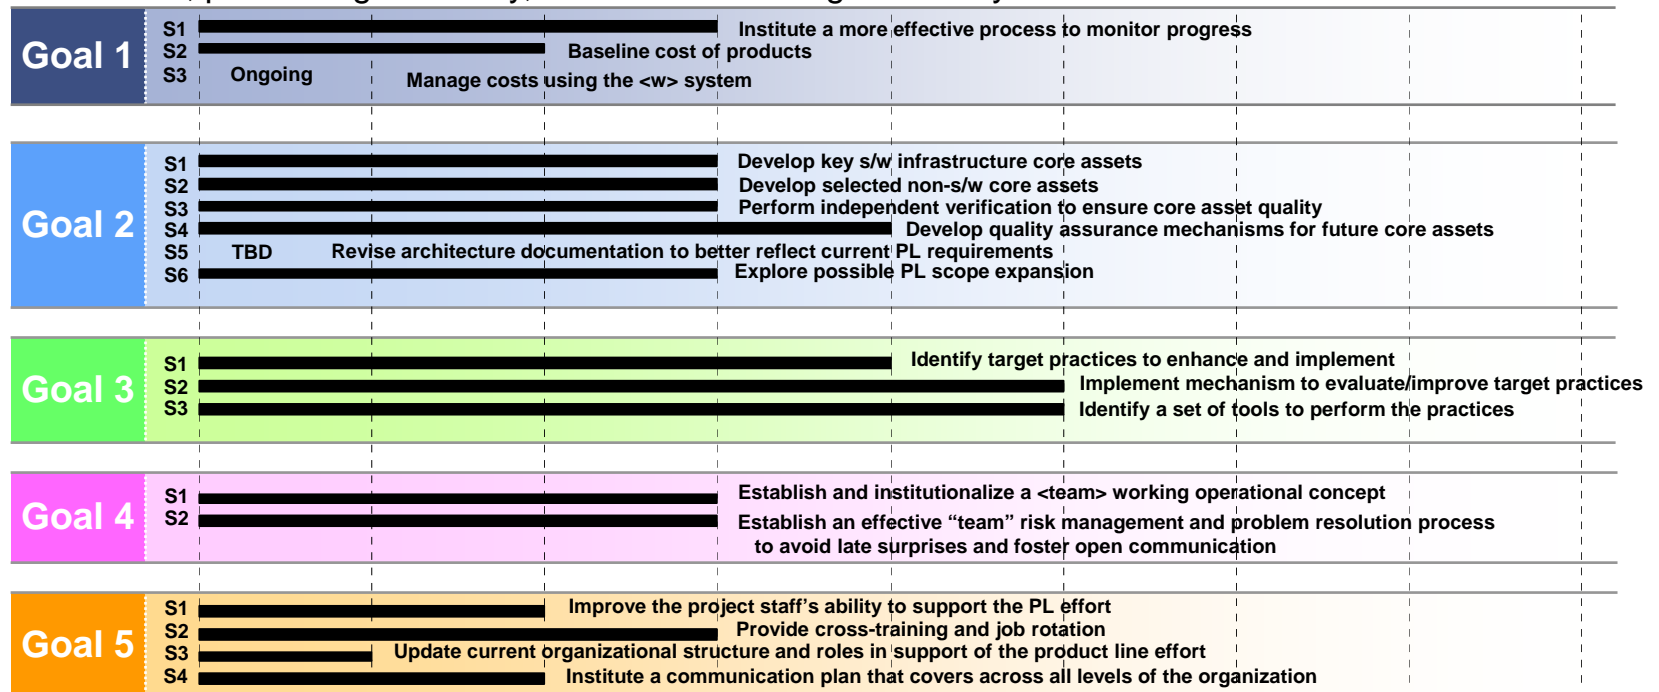 Goal 1
S1 Institute a more effective process to monitor progress
S2 Baseline cost of products
S3 Ongoing Manage costs using the <w> system
Goal 2
S1 Develop key s/w infrastructure core assets
S2 Develop selected non-s/w core assets
S3 Perform independent verification to ensure core asset quality
S4 Develop quality assurance mechanisms for future core assets
S5 TBD Revise architecture documentation to better reflect current PL requirements
S6 Explore possible PL scope expansion
Goal 3
S1 Identify target practices to enhance and implement
S2 Implement mechanism to evaluate/improve target practices
S3 Identify a set of tools to perform the practices
Goal 4
S1 Establish and institutionalize a <team> working operational concept
S2 Establish an effective “team” risk management and problem resolution process
to avoid late surprises and foster open communication
Goal 5
S1 Improve the project staff’s ability to support the PL effort
S2 Provide cross-training and job rotation
S3 Update current organizational structure and roles in support of the product line effort
S4 Institute a communication plan that covers across all levels of the organization